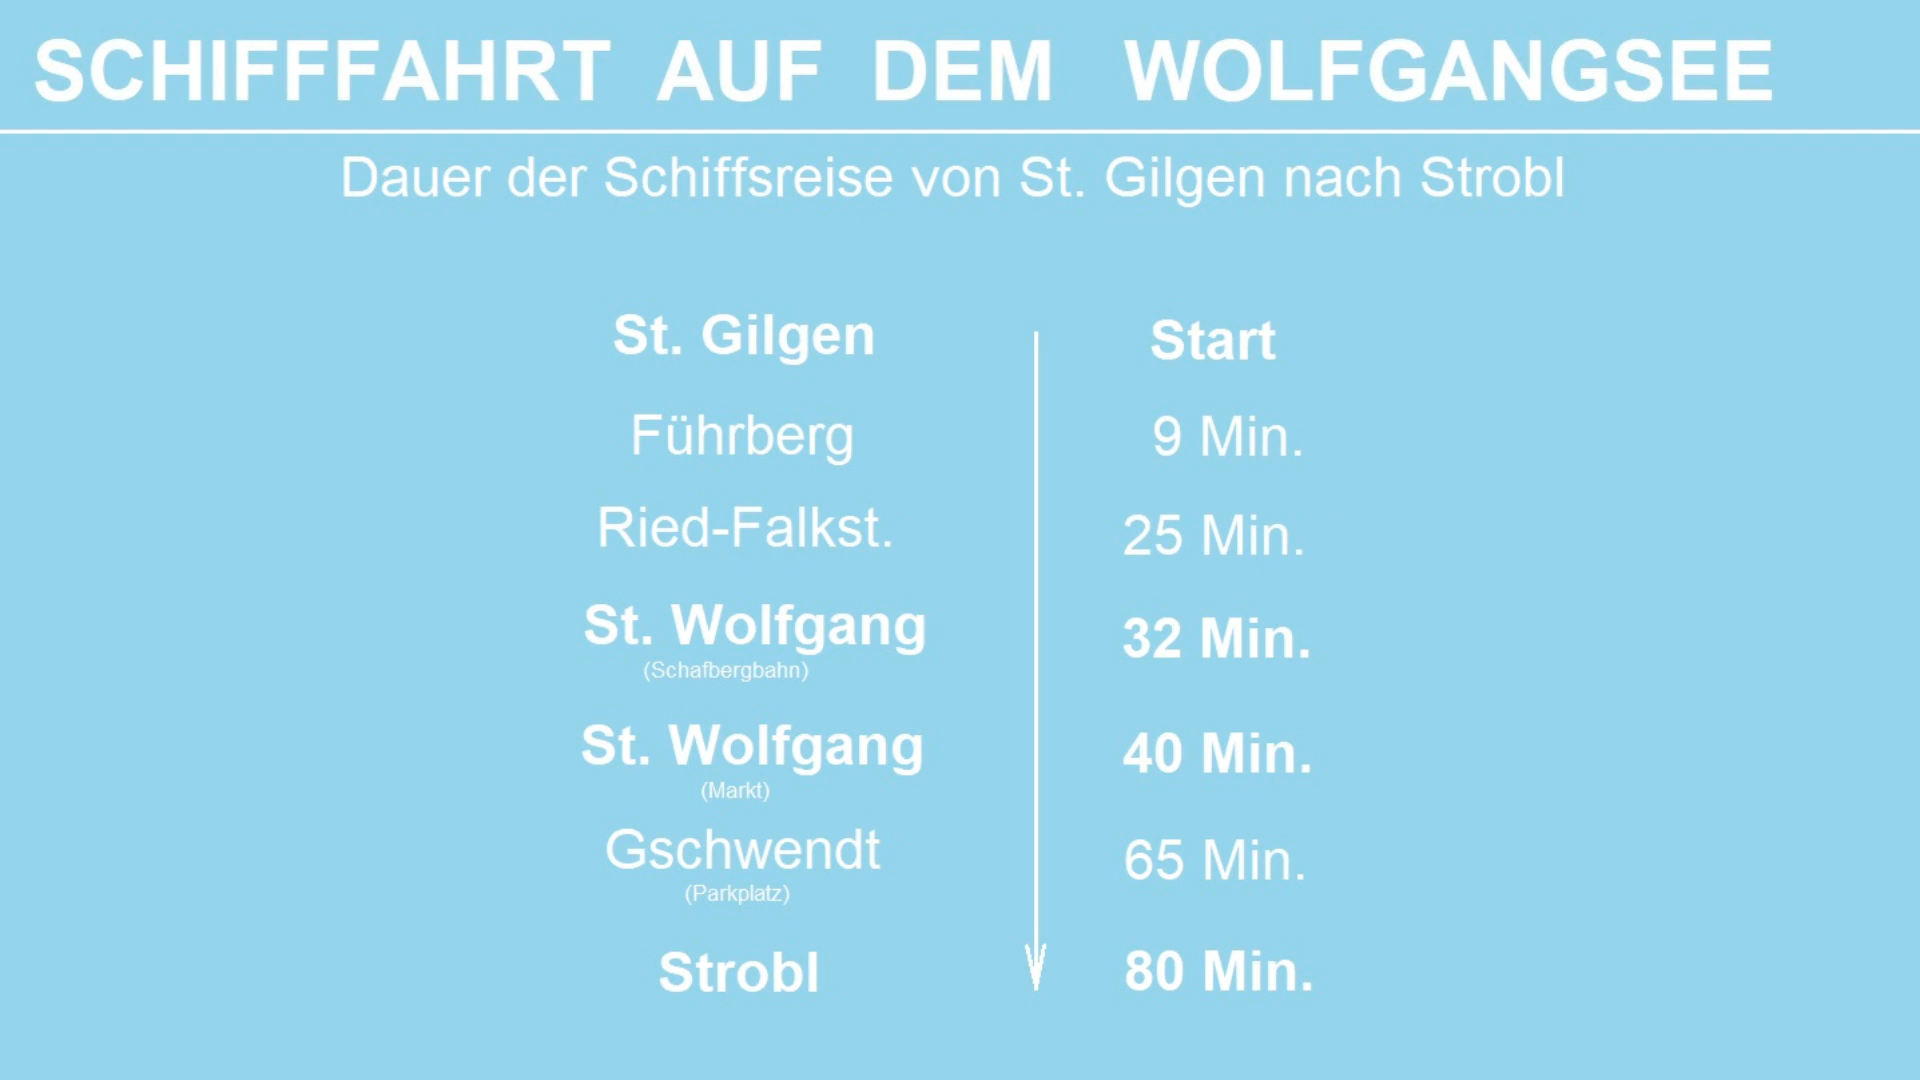 SCHIFFFAHRT AUF DEM WOLFGANGSEE
Dauer der Schiffsreise von St. Gilgen nach Strobl
St. Gilgen Start
Führberg 9 Min.
Ried-Falkst. 25 Min.
St. Wolfgang 32 Min.
(Schafbergbahn)
St. Wolfgang 40 Min.
(Markt)
Gschwendt 65 Min.
(Parkplatz)
Strobl 80 Min.